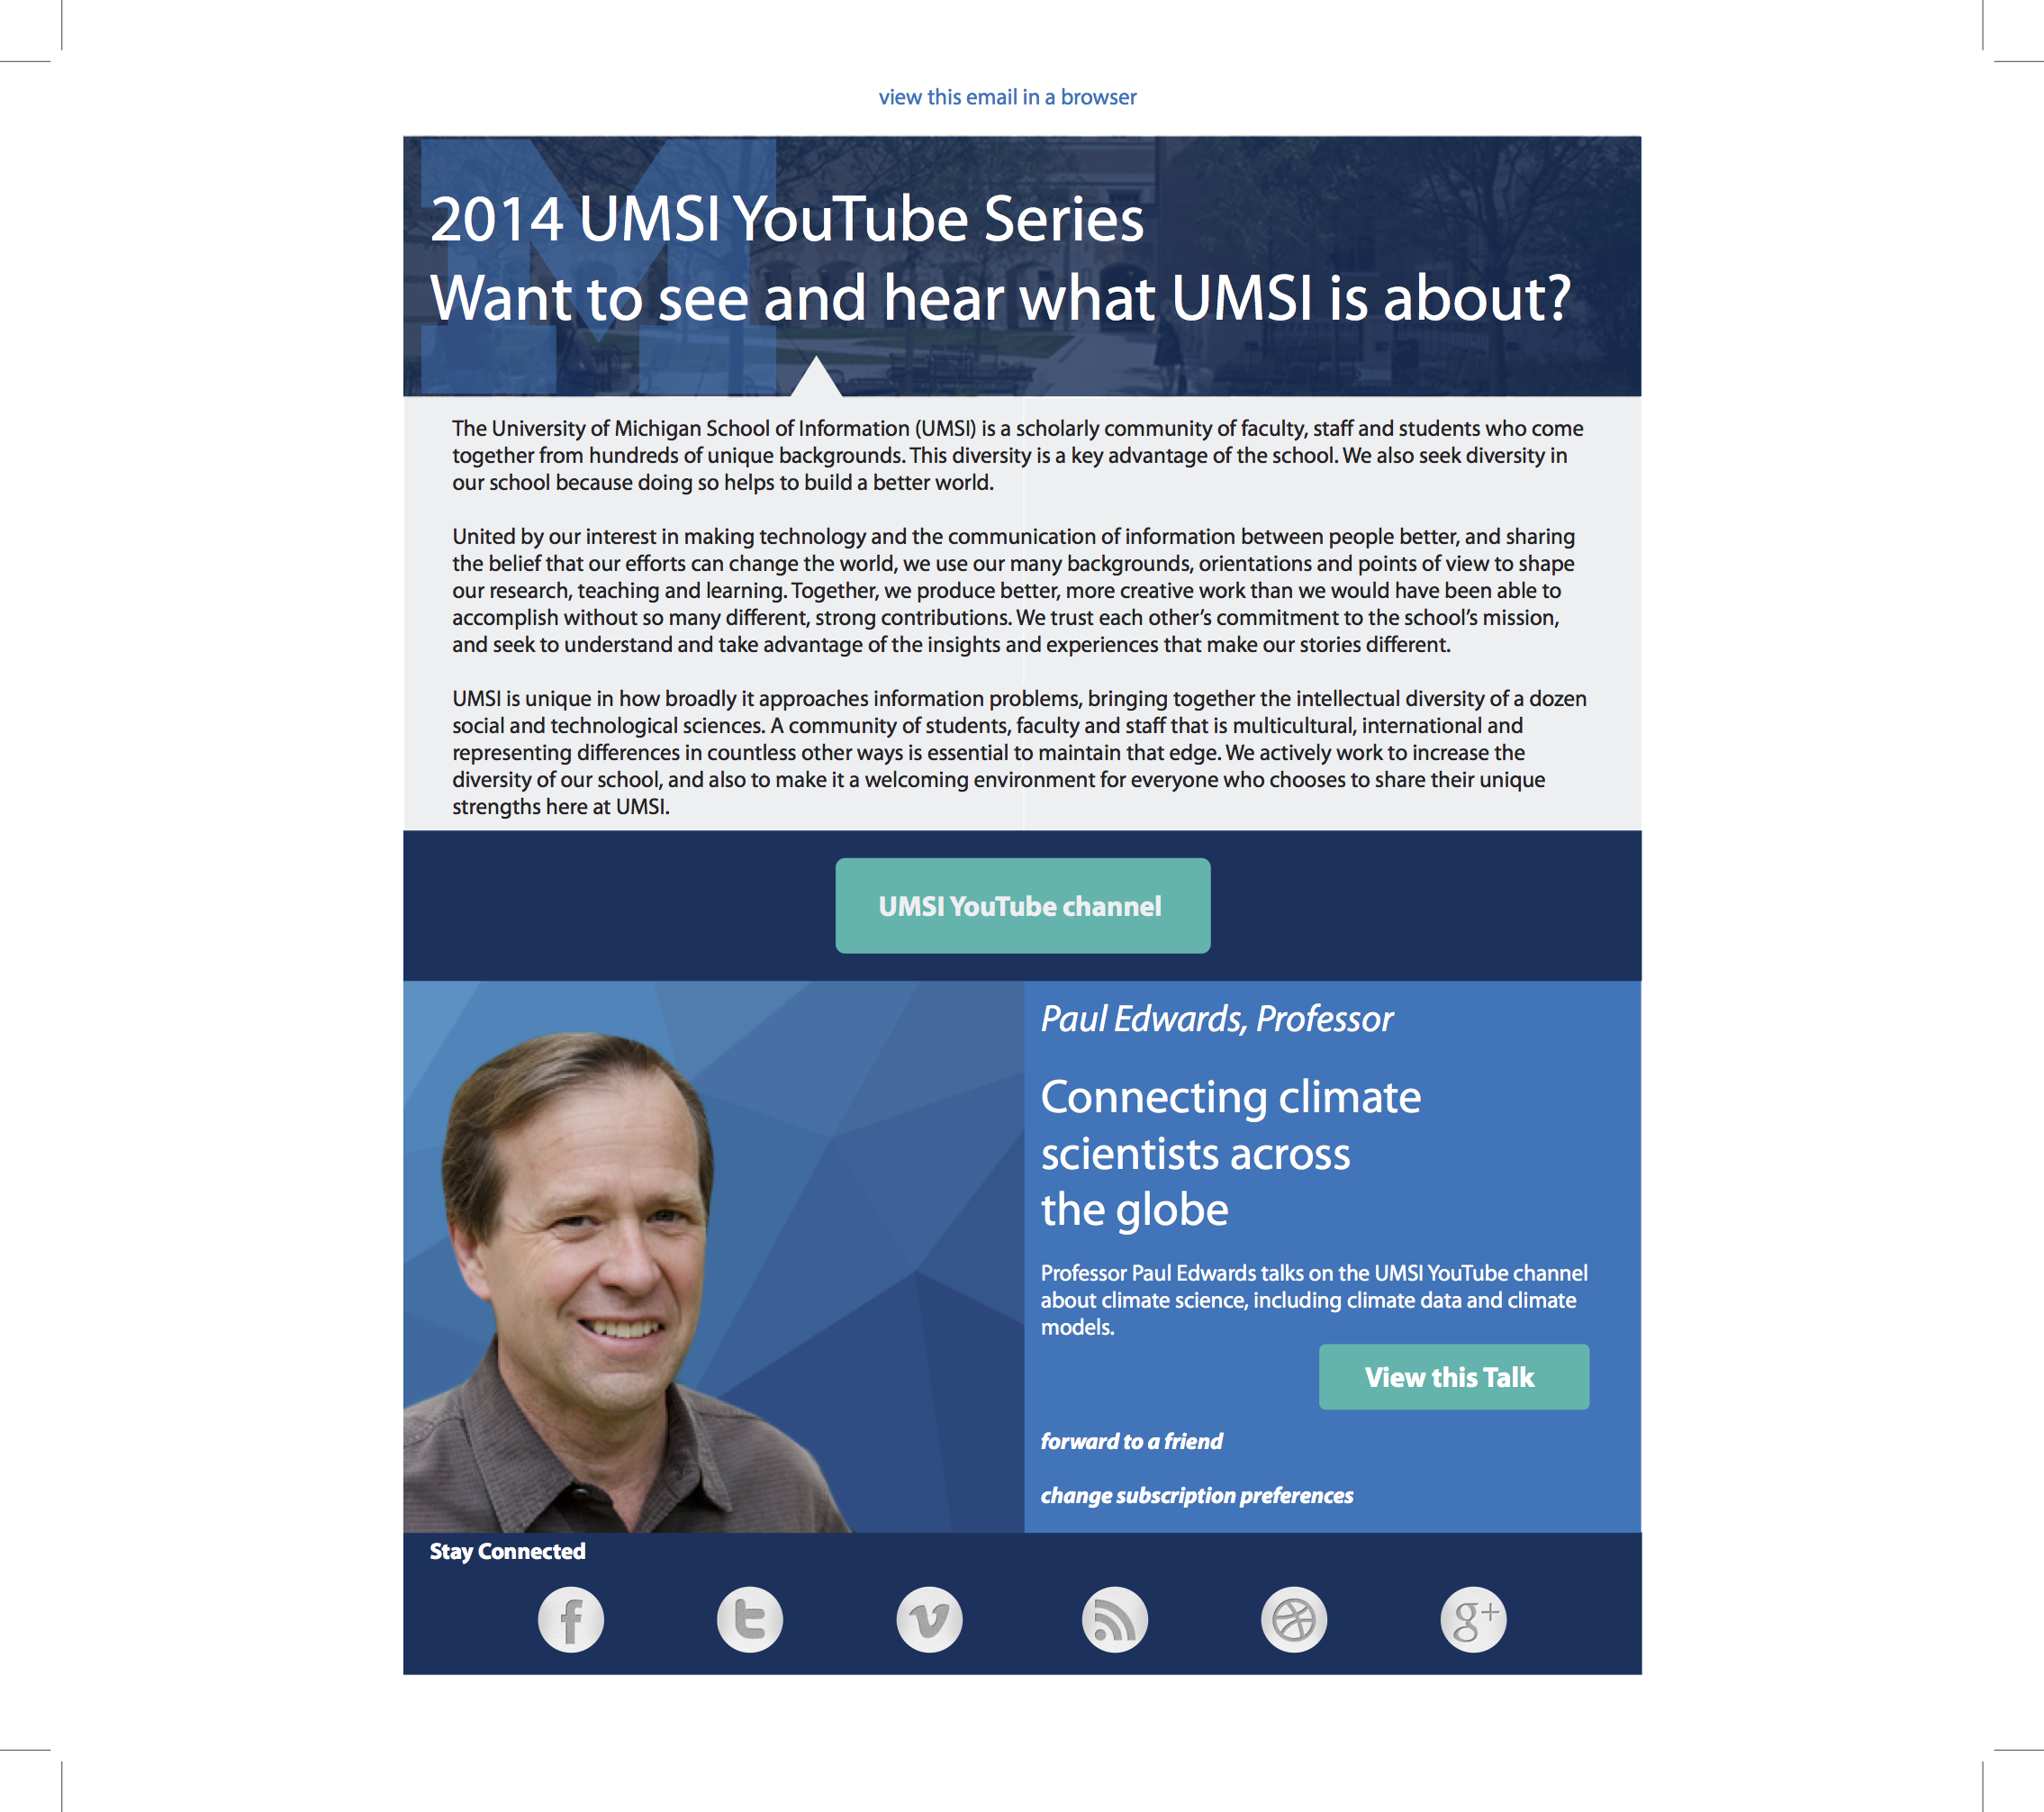 view this email in a browser
2014 UMSI YouTube Series
Want to see and hear what UMSI is about?
The University of Michigan School of Information (UMSI) is a scholarly community of faculty, staff and students who come
together from hundreds of unique backgrounds. This diversity is a key advantage of the school. We also seek diversity in
our school because doing so helps to build a better world.
United by our interest in making technology and the communication of information between people better, and sharing
the belief that our efforts can change the world, we use our many backgrounds, orientations and points of view to shape
our research, teaching and learning. Together, we produce better, more creative work than we would have been able to
accomplish without so many different, strong contributions. We trust each other’s commitment to the school’s mission,
and seek to understand and take advantage of the insights and experiences that make our stories different.
UMSI is unique in how broadly it approaches information problems, bringing together the intellectual diversity of a dozen
social and technological sciences. A community of students, faculty and staff that is multicultural, international and
representing differences in countless other ways is essential to maintain that edge. We actively work to increase the
diversity of our school, and also to make it a welcoming environment for everyone who chooses to share their unique
strengths here at UMSI.
UMSI YouTube channel
Paul Edwards, Professor
Connecting climate
scientists across
the globe
Professor Paul Edwards talks on the UMSI YouTube channel
about climate science, including climate data and climate
models.
View this Talk
forward to a friend
change subscription preferences
Stay Connected